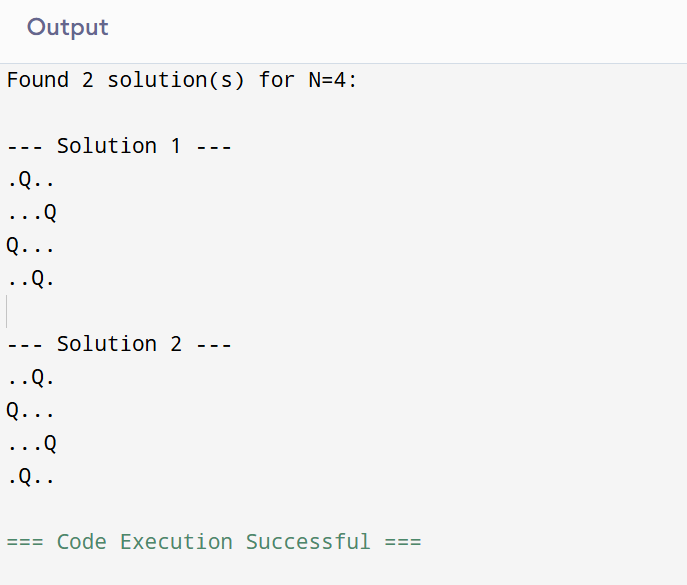 Output
Found 2 solution(s) for N=4:
--- Solution 1 ---
.Q..
...Q
Q...
..Q.
--- Solution 2 ---
..Q.
Q...
...Q
.Q..
=== Code Execution Successful ===